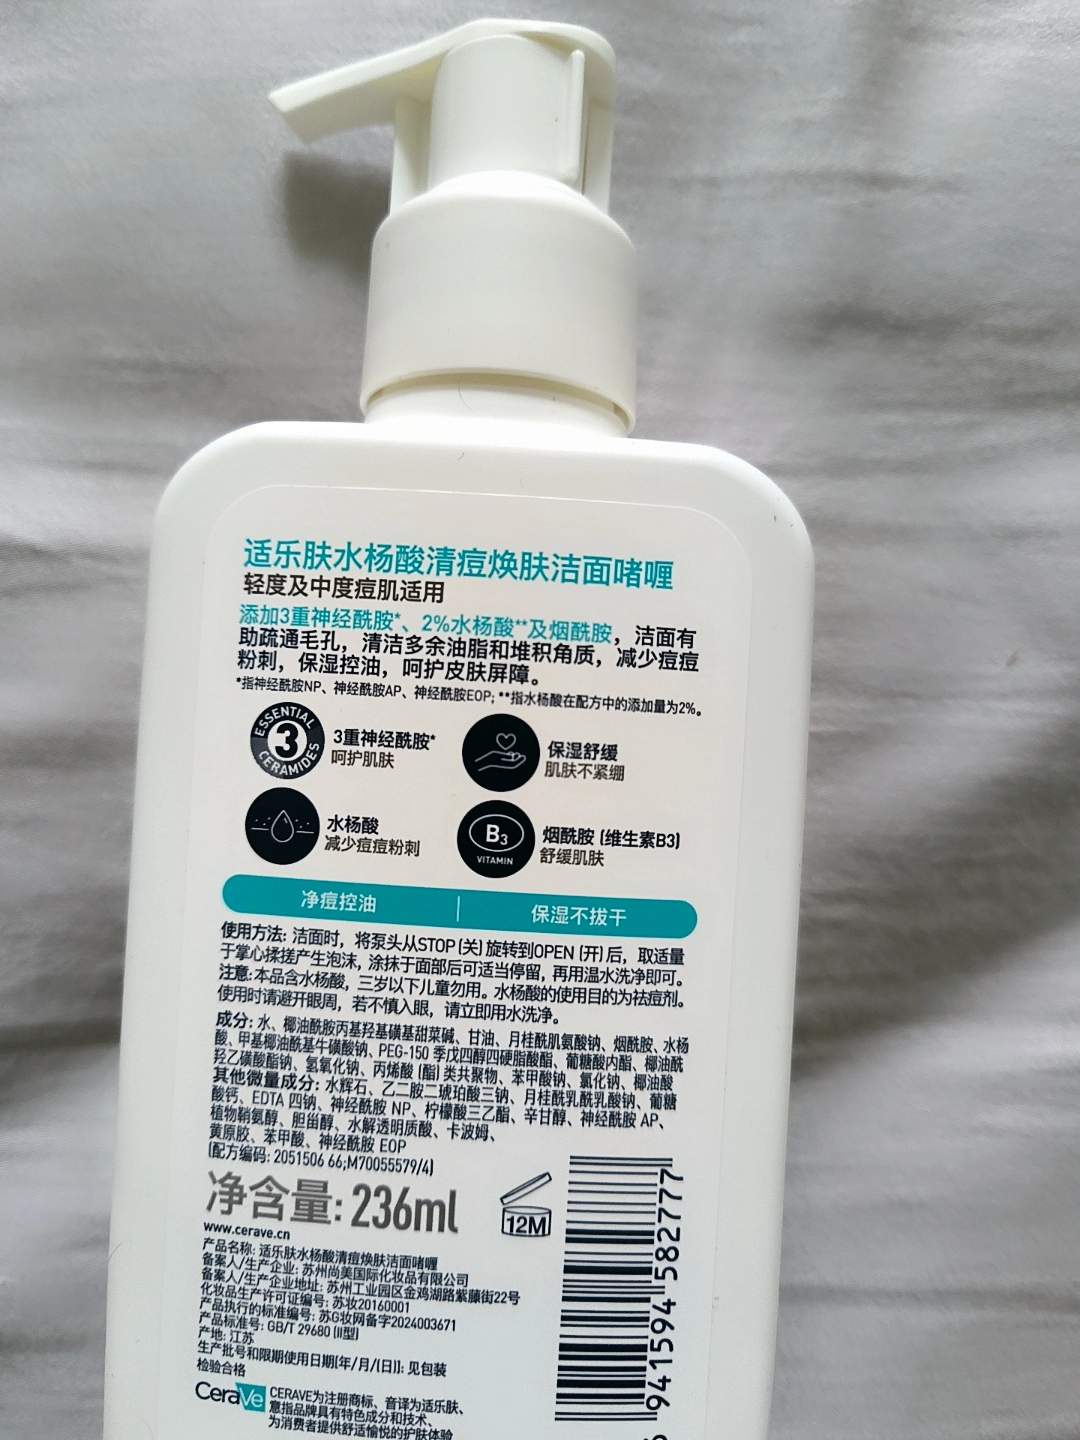 适乐肤水杨酸清痘焕肤洁面啫喱
轻度及中度痘肌适用
添加3重神经酰胺*、2%水杨酸**及烟酰胺，洁面有
助疏通毛孔，清洁多余油脂和堆积角质，减少痘痘
粉刺，保湿控油，呵护皮肤屏障。
*指神经酰胺NP、神经酰胺AP、神经酰胺EOP; **指水杨酸在配方中的添加量为2%。
ESSENTIAL
3
CERAMIDES
3重神经酰胺*
呵护肌肤
保湿舒缓
肌肤不紧绷
水杨酸
减少痘痘粉刺
B3
VITAMIN
烟酰胺 (维生素B3)
舒缓肌肤
净痘控油
保湿不拔干
使用方法: 洁面时，将泵头从STOP (关) 旋转到OPEN (开) 后，取适量
于掌心揉搓产生泡沫，涂抹于面部后可适当停留，再用温水洗净即可。
注意: 本品含水杨酸，三岁以下儿童勿用。水杨酸的使用目的为祛痘剂。
使用时请避开眼周，若不慎入眼，请立即用水洗净。
成分: 水、椰油酰胺丙基羟基磺基甜菜碱、甘油、月桂酰肌氨酸钠、烟酰胺、水杨
酸、甲基椰油酰基牛磺酸钠、PEG-150 季戊四醇四硬脂酸酯、葡糖酸内酯、椰油酰
羟乙磺酸酯钠、氢氧化钠、丙烯酸 (酯) 类共聚物、苯甲酸钠、氯化钠、椰油酸
其他微量成分: 水辉石、乙二胺二琥珀酸三钠、月桂酰乳酰乳酸钠、葡糖
酸钙、EDTA 四钠、神经酰胺 NP、柠檬酸三乙酯、辛甘醇、神经酰胺 AP、
植物鞘氨醇、胆甾醇、水解透明质酸、卡波姆、
黄原胶、苯甲酸、神经酰胺 EOP
(配方编码: 2051506 66;M70055579/4)
净含量: 236ml
12M
www.cerave.cn
产品名称: 适乐肤水杨酸清痘焕肤洁面啫喱
备案人/生产企业: 苏州尚美国际化妆品有限公司
备案人/生产企业地址: 苏州工业园区金鸡湖路紫藤街22号
化妆品生产许可证编号: 苏妆20160001
产品执行的标准编号: 苏G妆网备字2024003671
产品标准号: GB/T 29680 (II型)
产地: 江苏
生产批号和限期使用日期(年/月/(日)): 见包装
检验合格
CeraVe
CERAVE为注册商标、音译为适乐肤、
意指品牌具有特色成分和技术、
为消费者提供舒适愉悦的护肤体验
941594 582777